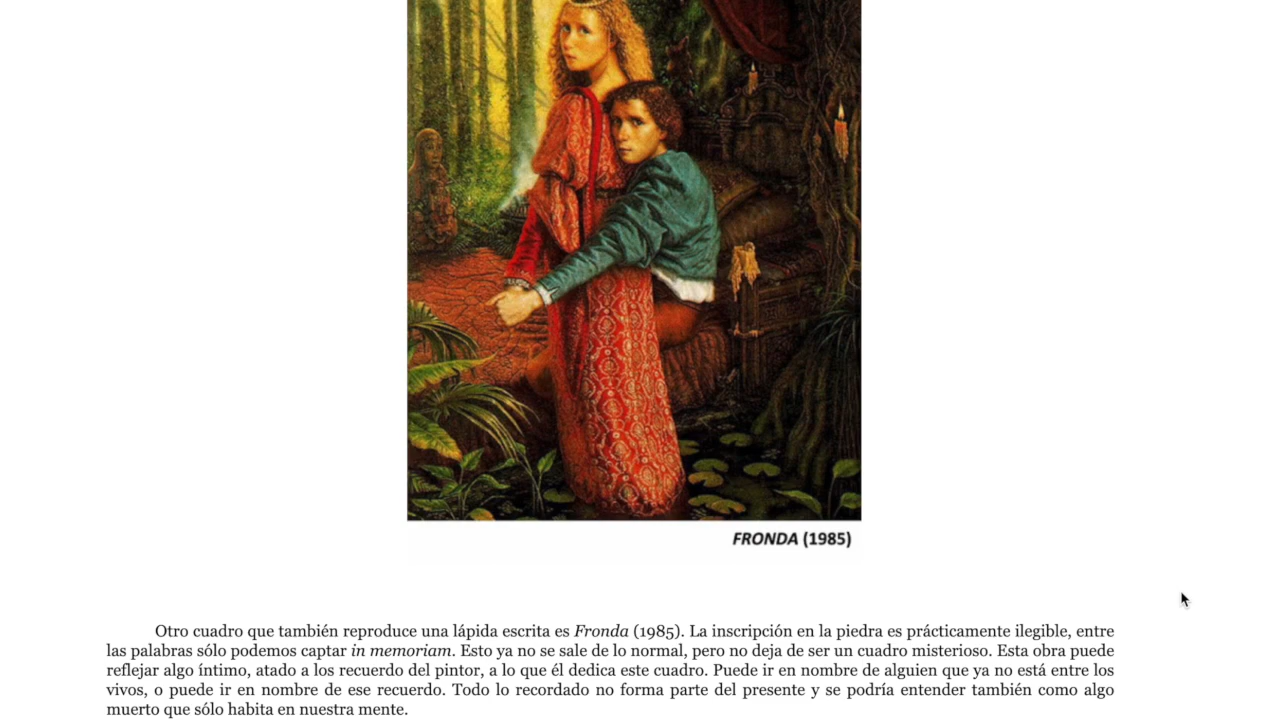 FRONDA (1985)
Otro cuadro que también reproduce una lápida escrita es Fronda (1985). La inscripción en la piedra es prácticamente ilegible, entre
las palabras sólo podemos captar in memoriam. Esto ya no se sale de lo normal, pero no deja de ser un cuadro misterioso. Esta obra puede
reflejar algo íntimo, atado a los recuerdo del pintor, a lo que él dedica este cuadro. Puede ir en nombre de alguien que ya no está entre los
vivos, o puede ir en nombre de ese recuerdo. Todo lo recordado no forma parte del presente y se podría entender también como algo
muerto que sólo habita en nuestra mente.